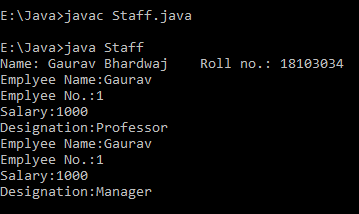 E:\Java>javac Staff.java
E:\Java>java Staff
Name: Gaurav Bhardwaj    Roll no.: 18103034
Emplyee Name:Gaurav
Emplyee No.:1
Salary:1000
Designation:Professor
Emplyee Name:Gaurav
Emplyee No.:1
Salary:1000
Designation:Manager